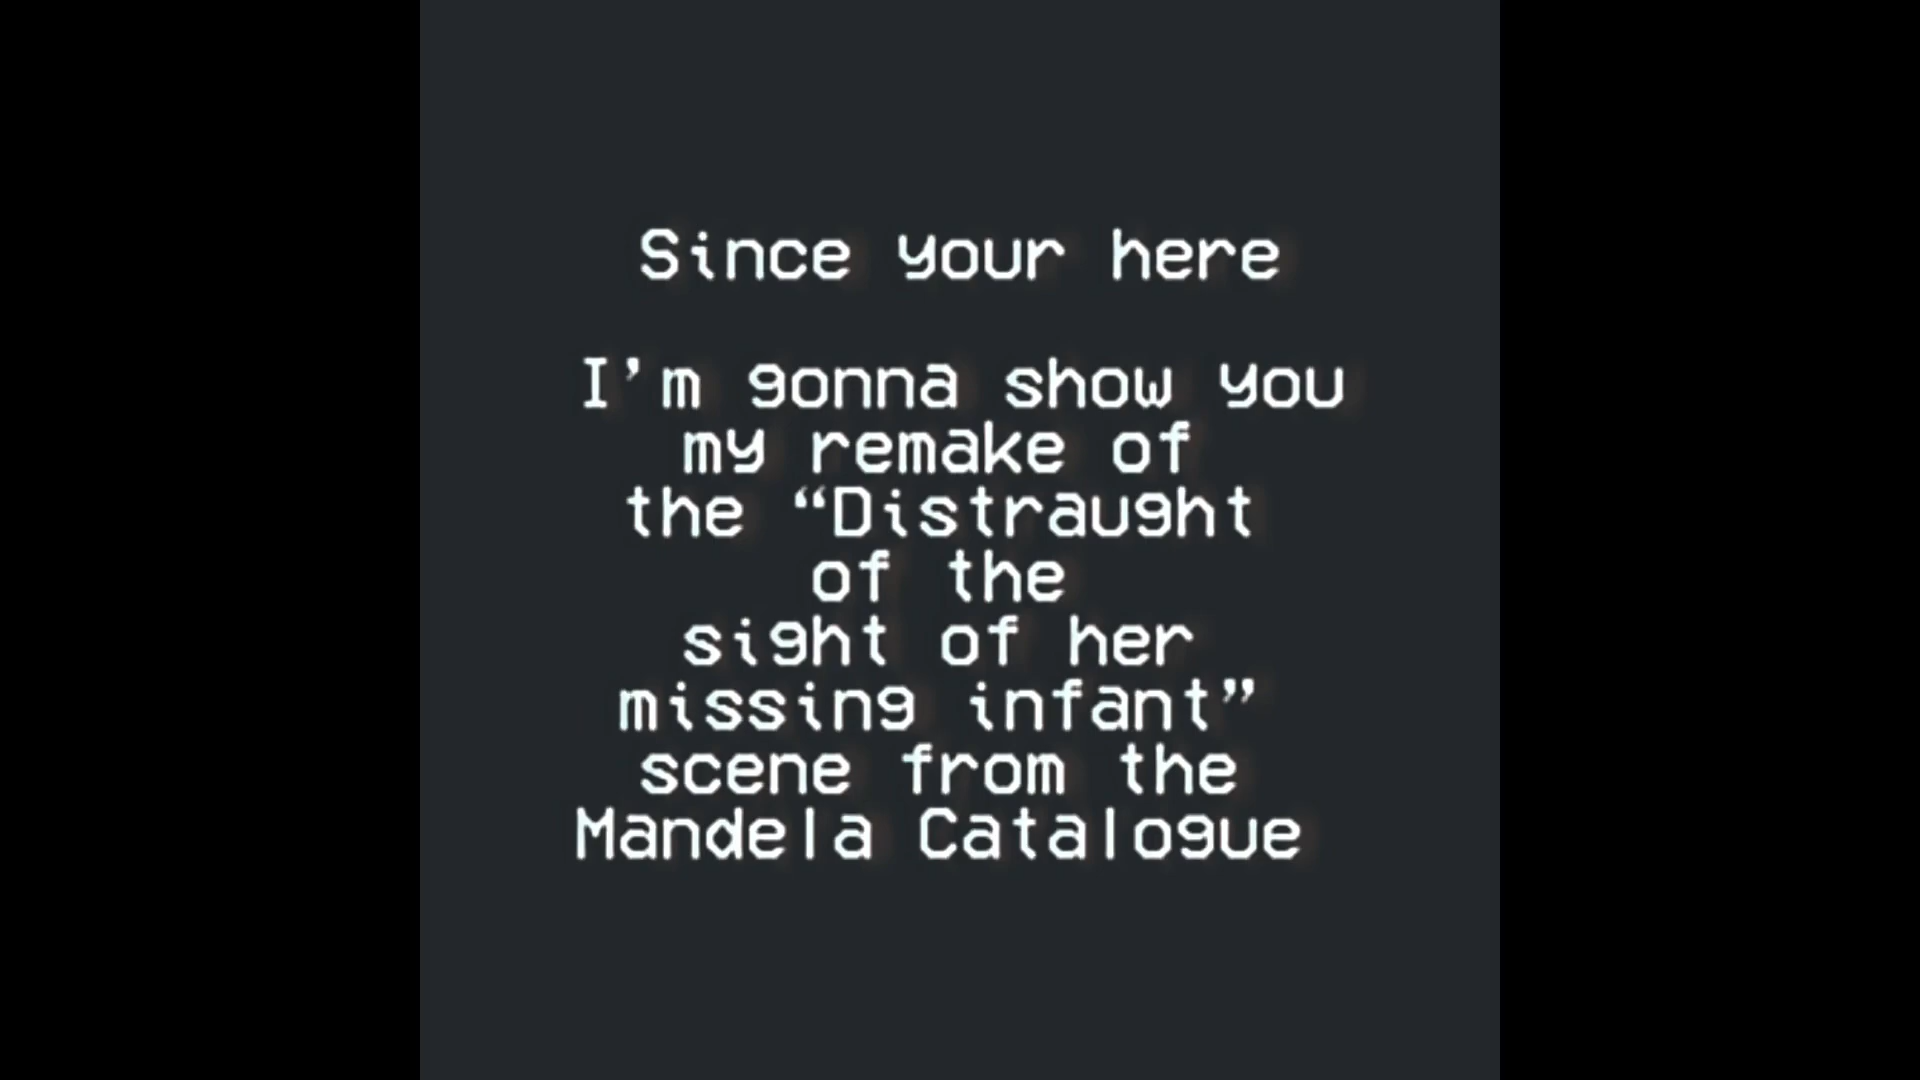 Since your here
I’m gonna show you
my remake of
the “Distraught
of the
sight of her
missing infant”
scene from the
Mandela Catalogue